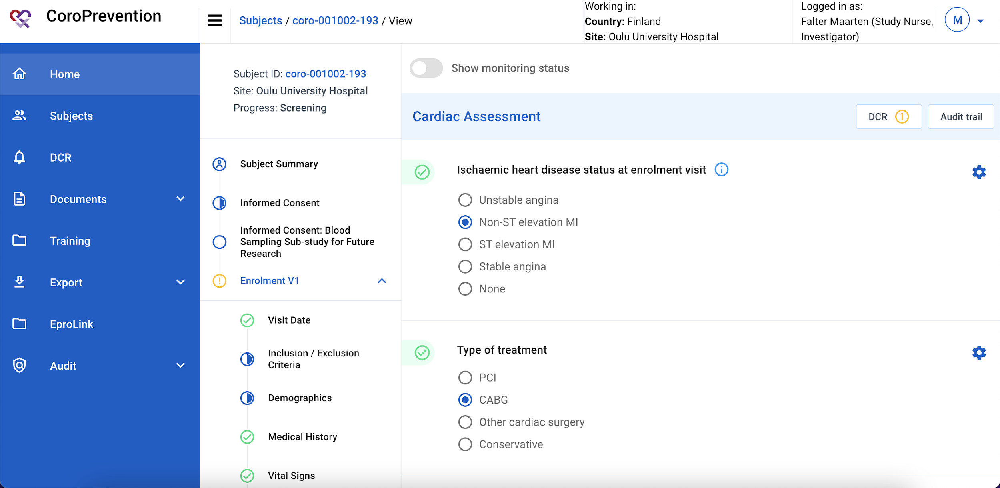 CoroPrevention
Subjects / coro-001002-193 / View
Working in:
Country: Finland
Site: Oulu University Hospital
Logged in as:
Falter Maarten (Study Nurse,
Investigator)
M
Home
Subjects
DCR
Documents
Training
Export
EproLink
Audit
Subject ID: coro-001002-193
Site: Oulu University Hospital
Progress: Screening
Subject Summary
Informed Consent
Informed Consent: Blood
Sampling Sub-study for Future
Research
Enrolment V1
Visit Date
Inclusion / Exclusion
Criteria
Demographics
Medical History
Vital Signs
Show monitoring status
Cardiac Assessment
DCR 1
Audit trail
Ischaemic heart disease status at enrolment visit
Unstable angina
Non-ST elevation MI
ST elevation MI
Stable angina
None
Type of treatment
PCI
CABG
Other cardiac surgery
Conservative